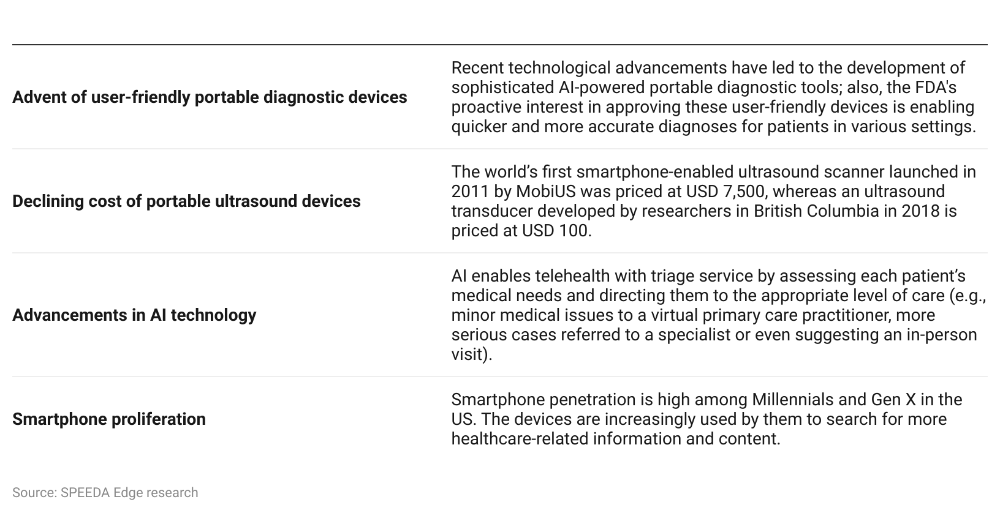 Advent of user-friendly portable diagnostic devices
Recent technological advancements have led to the development of
sophisticated AI-powered portable diagnostic tools; also, the FDA's
proactive interest in approving these user-friendly devices is enabling
quicker and more accurate diagnoses for patients in various settings.
Declining cost of portable ultrasound devices
The world’s first smartphone-enabled ultrasound scanner launched in
2011 by MobiUS was priced at USD 7,500, whereas an ultrasound
transducer developed by researchers in British Columbia in 2018 is
priced at USD 100.
Advancements in AI technology
AI enables telehealth with triage service by assessing each patient’s
medical needs and directing them to the appropriate level of care (e.g.,
minor medical issues to a virtual primary care practitioner, more
serious cases referred to a specialist or even suggesting an in-person
visit).
Smartphone proliferation
Smartphone penetration is high among Millennials and Gen X in the
US. The devices are increasingly used by them to search for more
healthcare-related information and content.
Source: SPEEDA Edge research